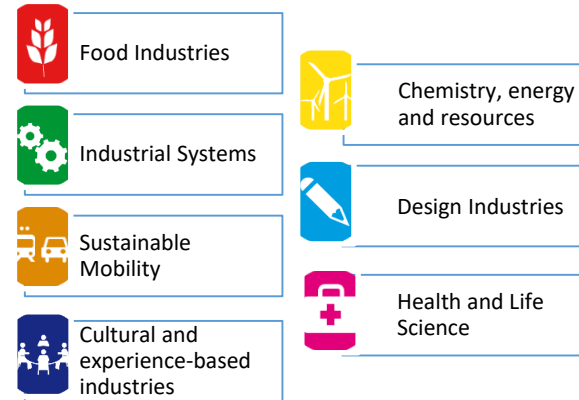 Food Industries
Industrial Systems
Sustainable
Mobility
Cultural and
experience-based
industries
Chemistry, energy
and resources
Design Industries
Health and Life
Science